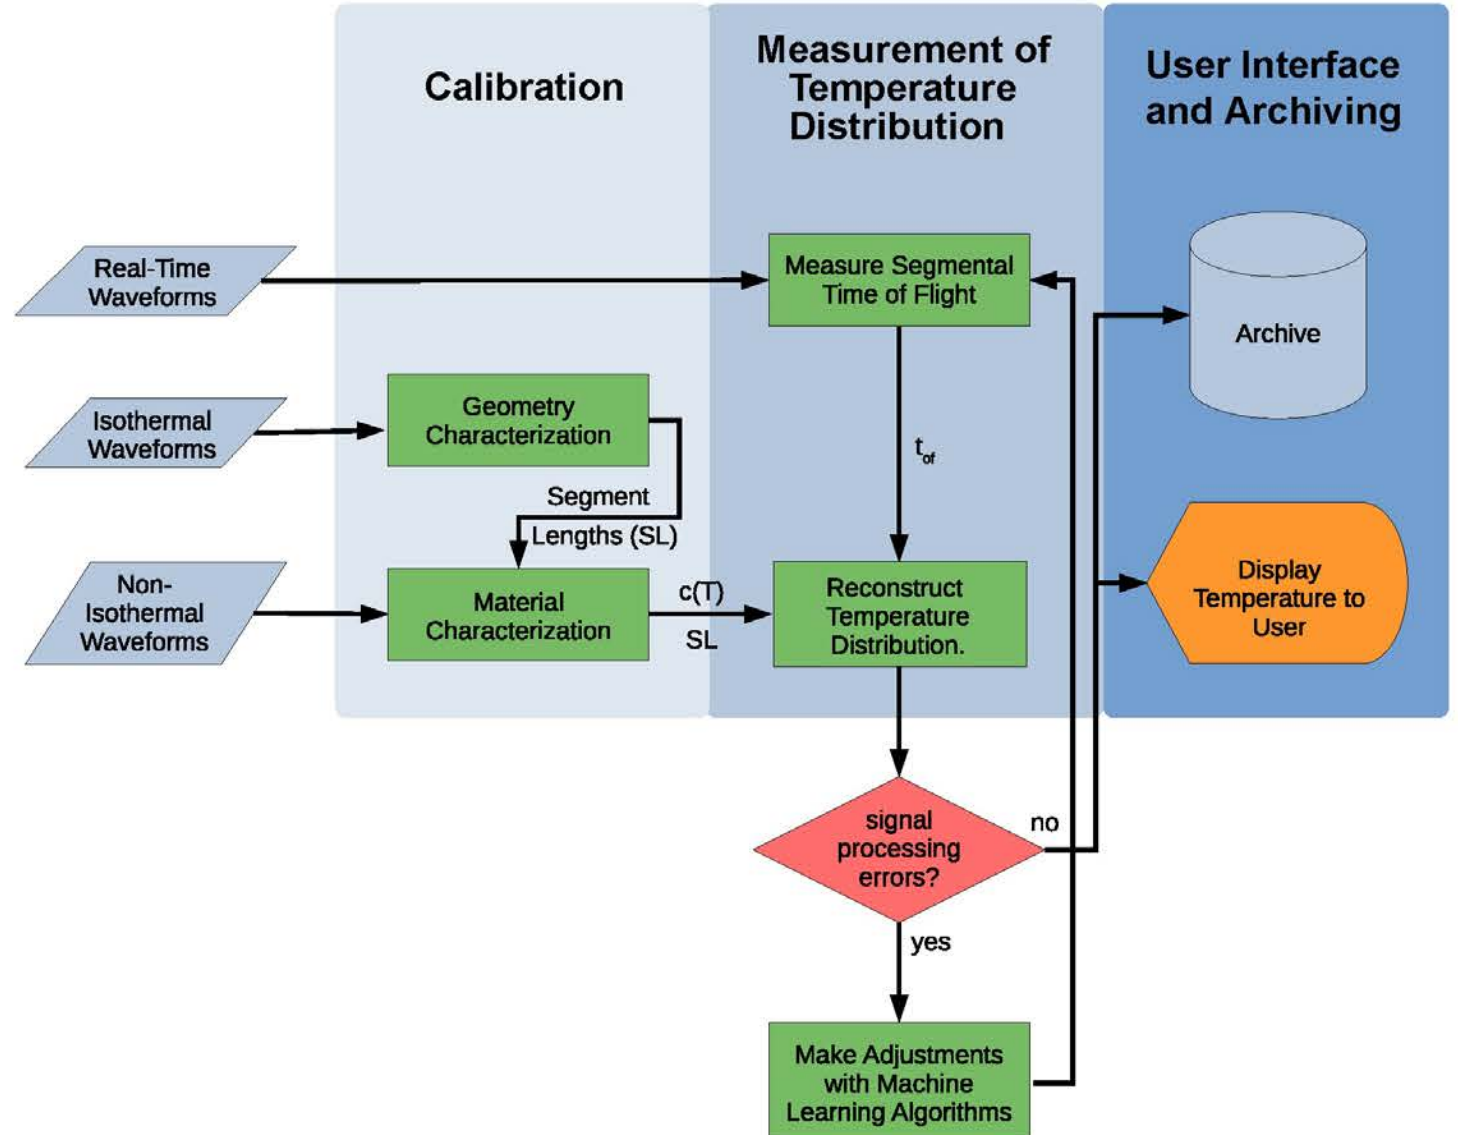 Calibration
Measurement of
Temperature
Distribution
User Interface
and Archiving
Real-Time
Waveforms
Measure Segmental
Time of Flight
Archive
Isothermal
Waveforms
Geometry
Characterization
t_of
Segment
Lengths (SL)
Non-
Isothermal
Waveforms
Material
Characterization
c(T)
SL
Reconstruct
Temperature
Distribution.
Display
Temperature to
User
signal
processing
errors?
no
yes
Make Adjustments
with Machine
Learning Algorithms